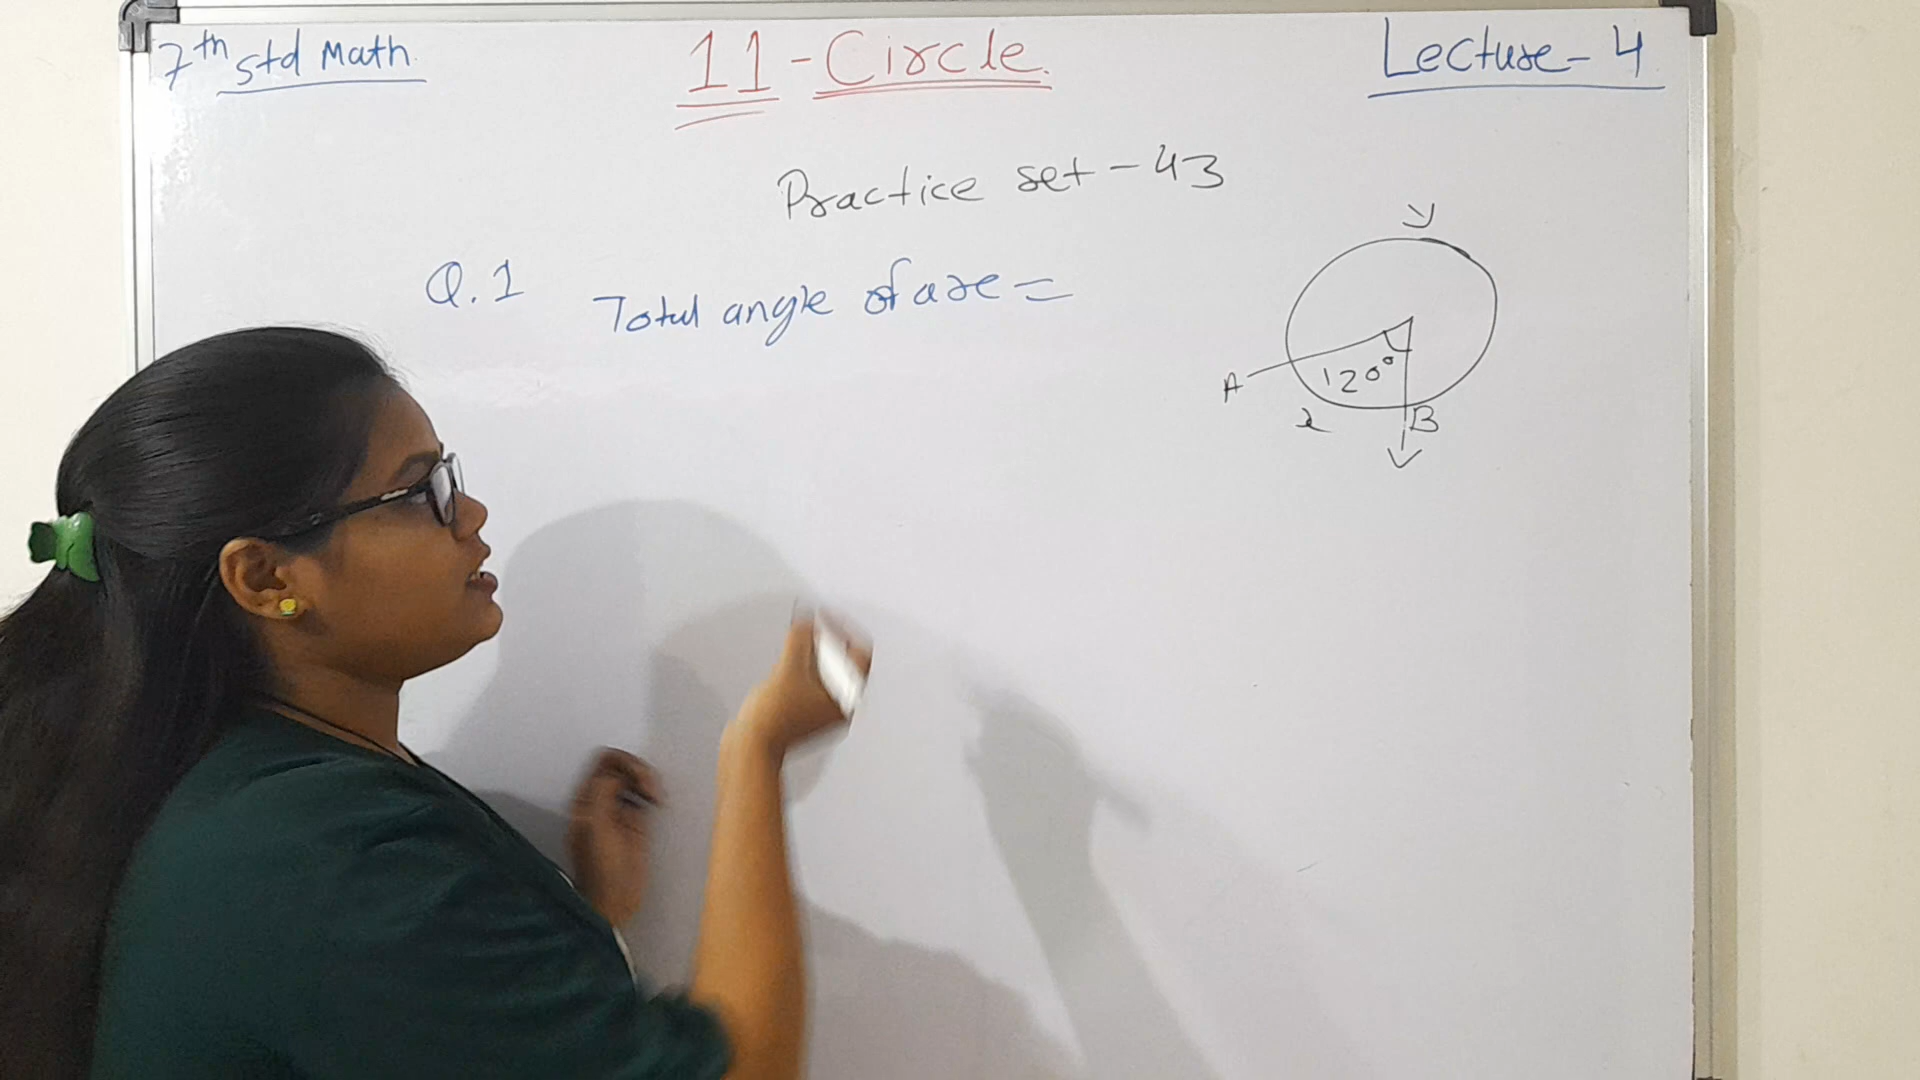 7th std Math.
11-Circle.
Lecture-4
Practice set-43
Q.1 Total angle of arc =
y
A
120°
x
B